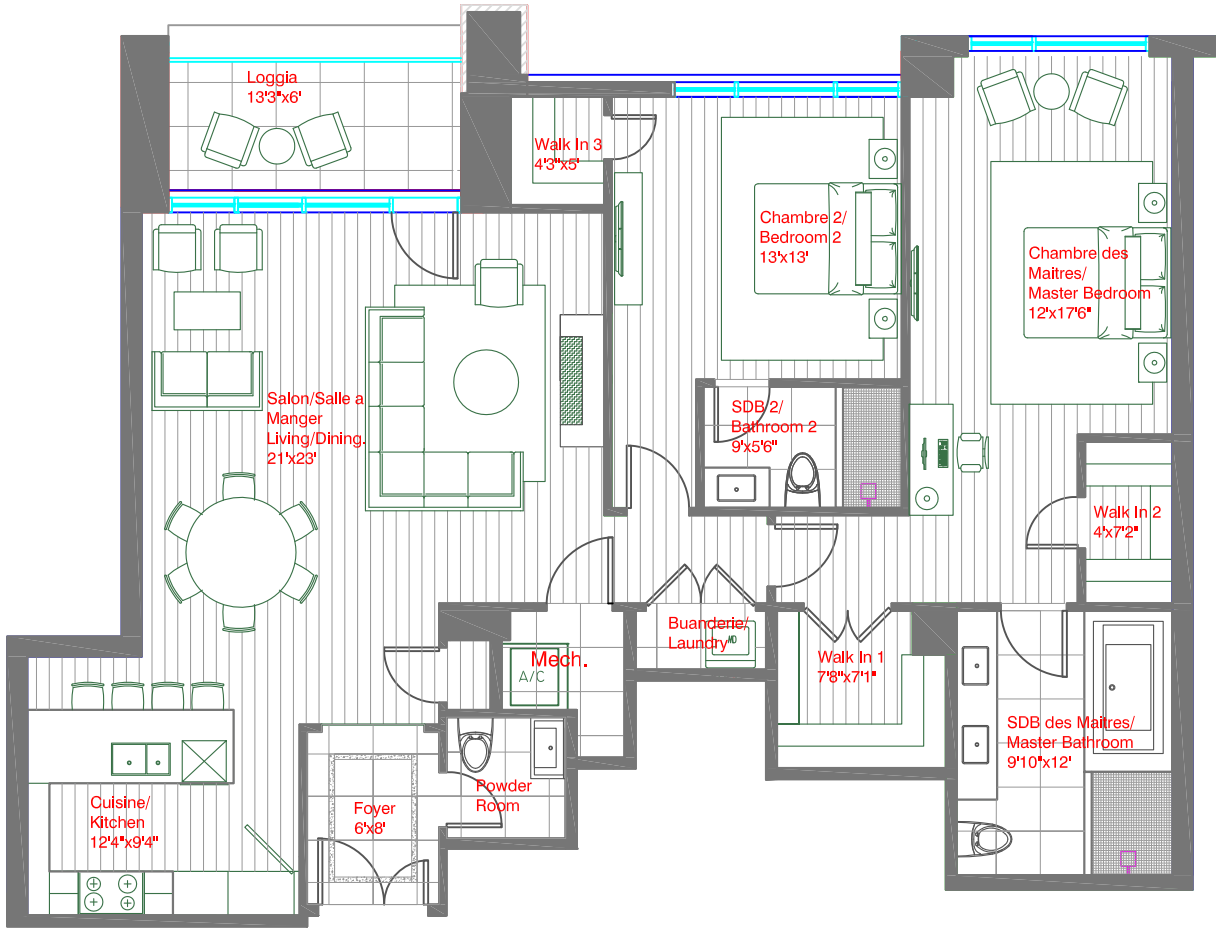 Loggia
13'3"x6'
Walk In 3
4'3"x5'
Chambre 2/
Bedroom 2
13'x13'
Chambre des
Maitres/
Master Bedroom
12'x17'6"
Salon/Salle a
Manger
Living/Dining.
21'x23'
SDB 2/
Bathroom 2
9'x5'6"
Walk In 2
4'x7'2"
Buanderie/
Laundry
WD
Mech.
A/C
Walk In 1
7'8"x7'1"
SDB des Maitres/
Master Bathroom
9'10"x12'
Powder
Room
Foyer
6'x8'
Cuisine/
Kitchen
12'4"x9'4"